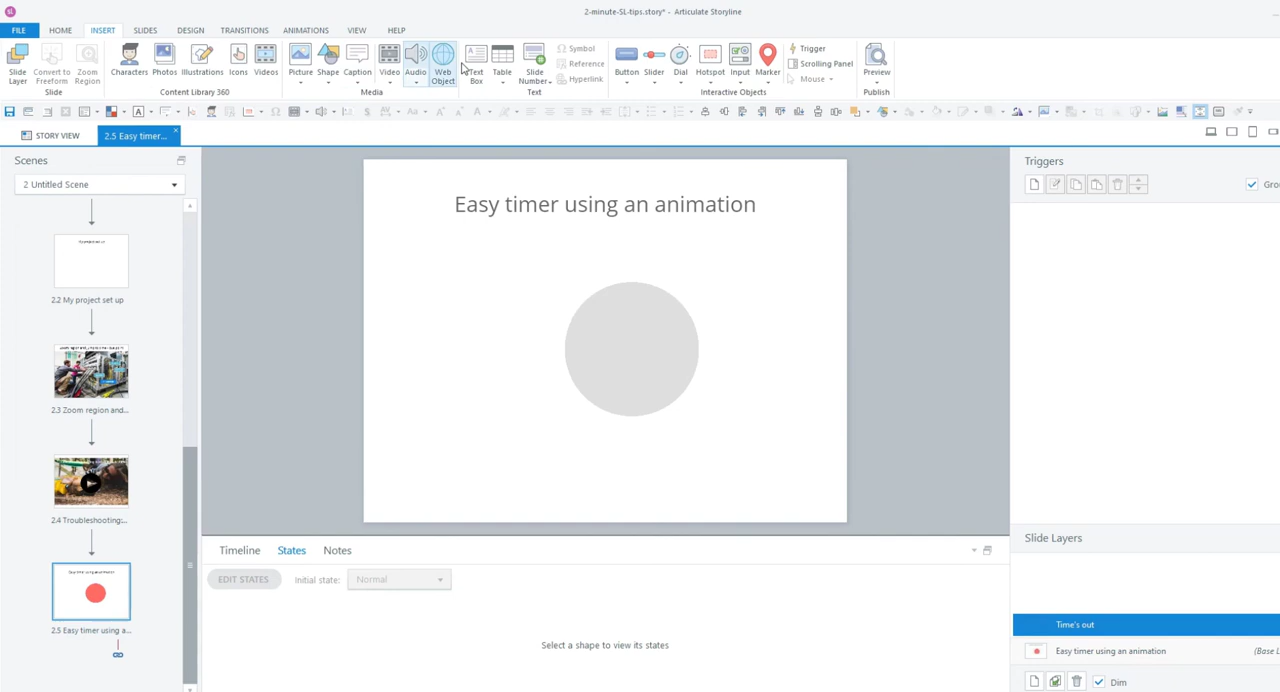 2-minute-SL-tips.story* - Articulate Storyline
FILE HOME INSERT SLIDES DESIGN TRANSITIONS ANIMATIONS VIEW HELP
Slide Layer
Convert to Freeform
Zoom Region
Slide
Characters
Photos
Illustrations
Icons
Videos
Content Library 360
Picture
Shape
Caption
Video
Audio
Web Object
Media
Text Box
Table
Slide Number
Symbol
Reference
Hyperlink
Text
Button
Slider
Dial
Hotspot
Input
Marker
Trigger
Scrolling Panel
Mouse
Interactive Objects
Preview
Publish
STORY VIEW
2.5 Easy timer...
Scenes
2 Untitled Scene
2.2 My project set up
2.3 Zoom region and...
2.4 Troubleshooting:...
2.5 Easy timer using a...
Easy timer using an animation
Timeline States Notes
EDIT STATES Initial state: Normal
Select a shape to view its states
Triggers
Slide Layers
Time's out
Easy timer using an animation
Dim